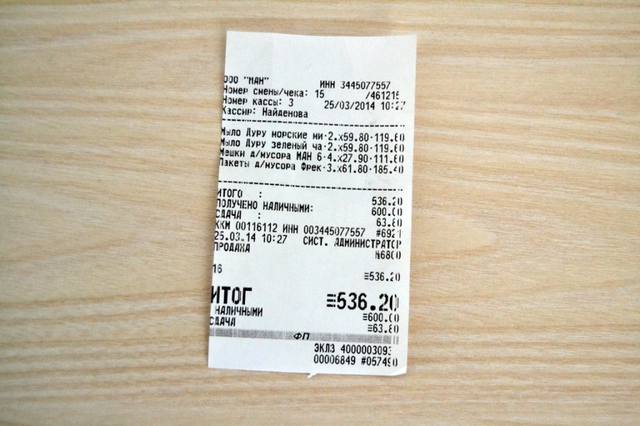 ООО "МАН" ИНН 3445077557
Номер смены/чека: 15 /461215
Номер кассы: 3 25/03/2014 10:27
Кассир: Найденова
Мыло Дуру морские ми-2.x59.80-119.60
Мыло Дуру зеленый ча-2.x59.80-119.60
Мешки д/мусора МАН 6-4.x27.90-111.60
Пакеты д/мусора Фрек-3.x61.80-185.40
ИТОГО : 536.20
ПОЛУЧЕНО НАЛИЧНЫМИ: 600.00
СДАЧА : 63.80
ККМ 00116112 ИНН 003445077557 #6921
25.03.14 10:27 СИСТ. АДМИНИСТРАТОР
ПРОДАЖА №6800
16
≡536.20
ИТОГ ≡536.20
НАЛИЧНЫМИ ≡600.00
СДАЧА ≡63.80
ФП
ЭКЛЗ 4000003093
00006849 #057490